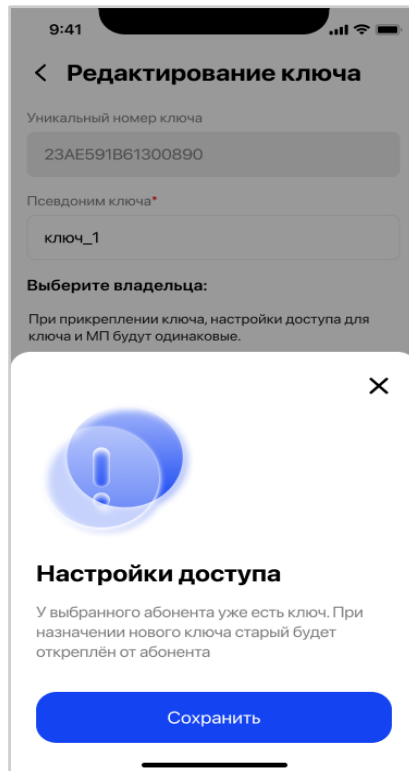 9:41
Редактирование ключа
Уникальный номер ключа
23AE591B61300890
Псевдоним ключа*
ключ_1
Выберите владельца:
При прикреплении ключа, настройки доступа для
ключа и МП будут одинаковые.
Настройки доступа
У выбранного абонента уже есть ключ. При
назначении нового ключа старый будет
откреплён от абонента
Сохранить